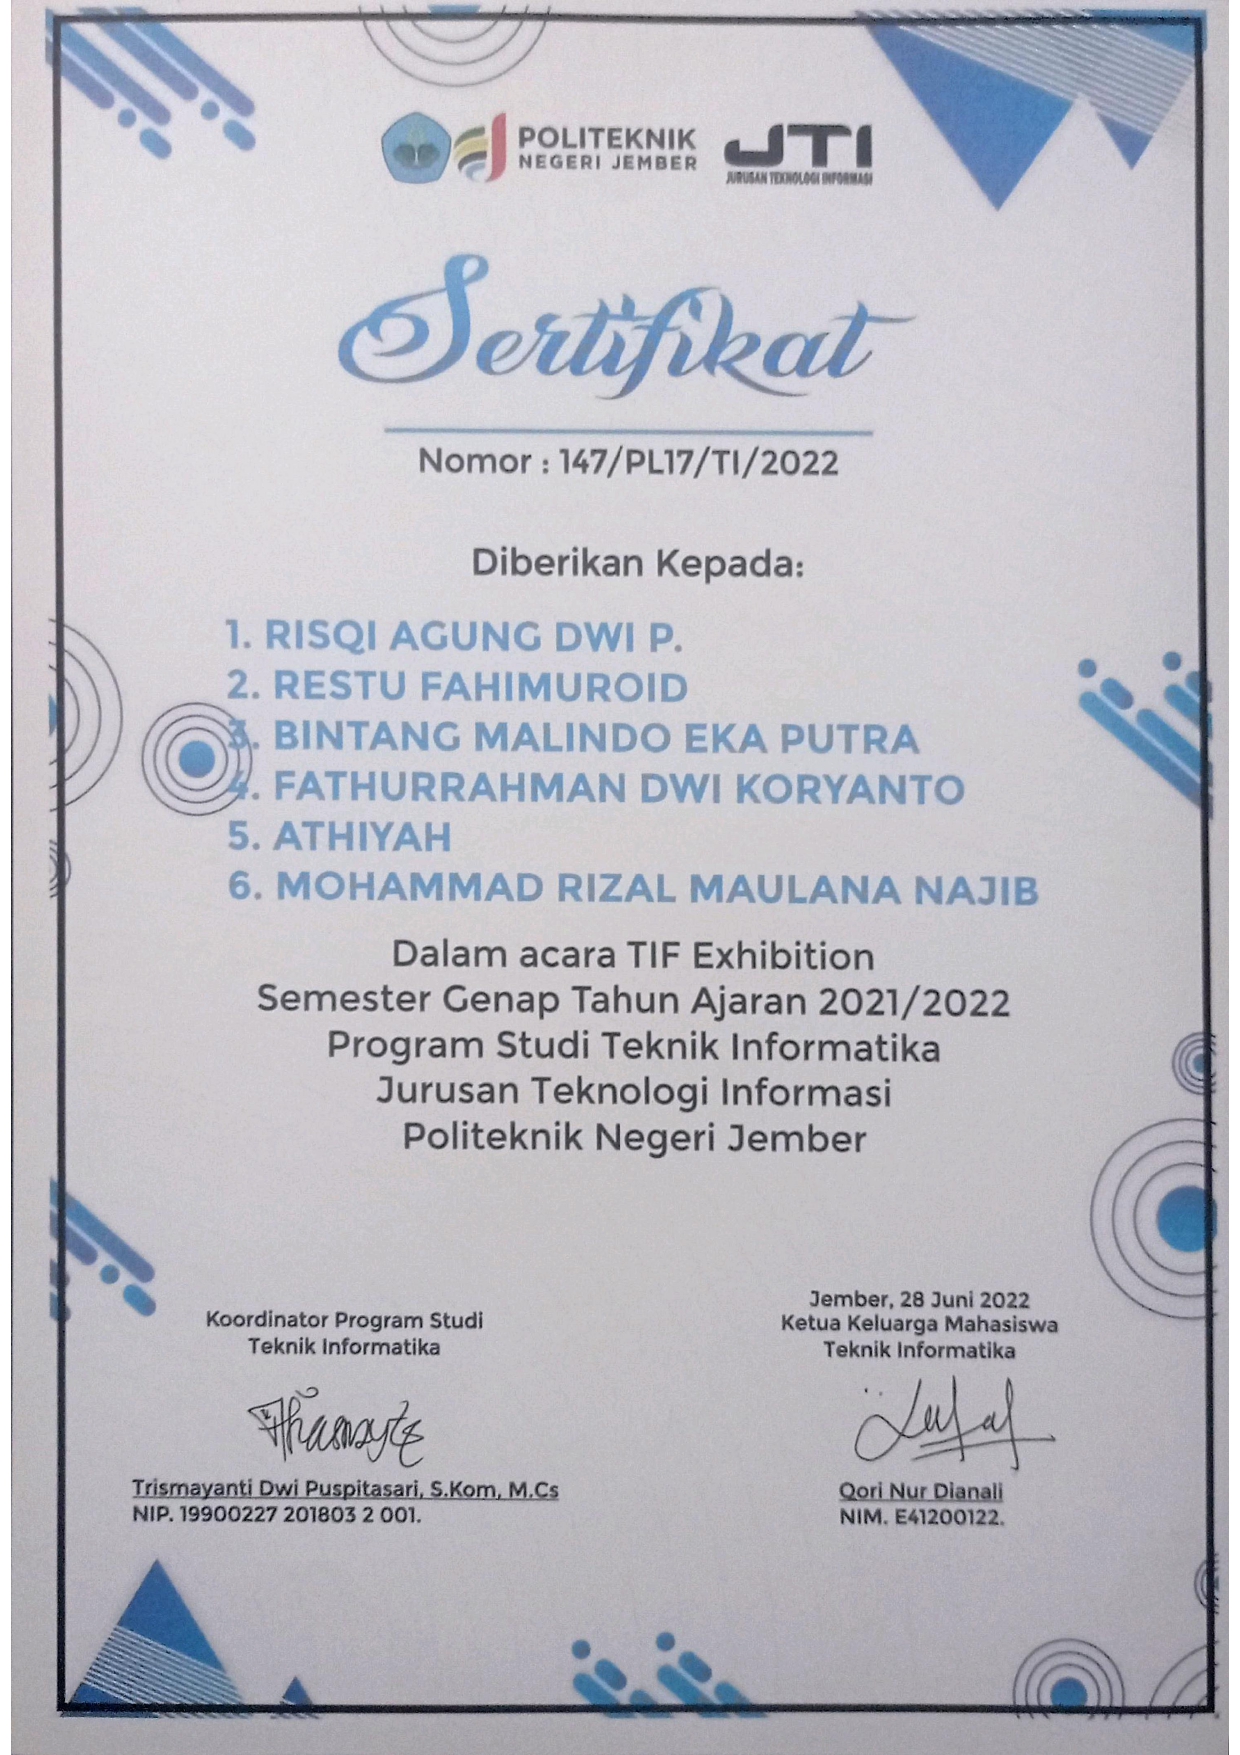 POLITEKNIK
NEGERI JEMBER
JTI
JURUSAN TEKNOLOGI INFORMASI
Sertifikat
Nomor : 147/PL17/TI/2022
Diberikan Kepada:
1. RISQI AGUNG DWI P.
2. RESTU FAHIMUROID
3. BINTANG MALINDO EKA PUTRA
4. FATHURRAHMAN DWI KORYANTO
5. ATHIYAH
6. MOHAMMAD RIZAL MAULANA NAJIB
Dalam acara TIF Exhibition
Semester Genap Tahun Ajaran 2021/2022
Program Studi Teknik Informatika
Jurusan Teknologi Informasi
Politeknik Negeri Jember
Koordinator Program Studi
Teknik Informatika
Trismayanti Dwi Puspitasari, S.Kom, M.Cs
NIP. 19900227 201803 2 001.
Jember, 28 Juni 2022
Ketua Keluarga Mahasiswa
Teknik Informatika
Qori Nur Dianali
NIM. E41200122.